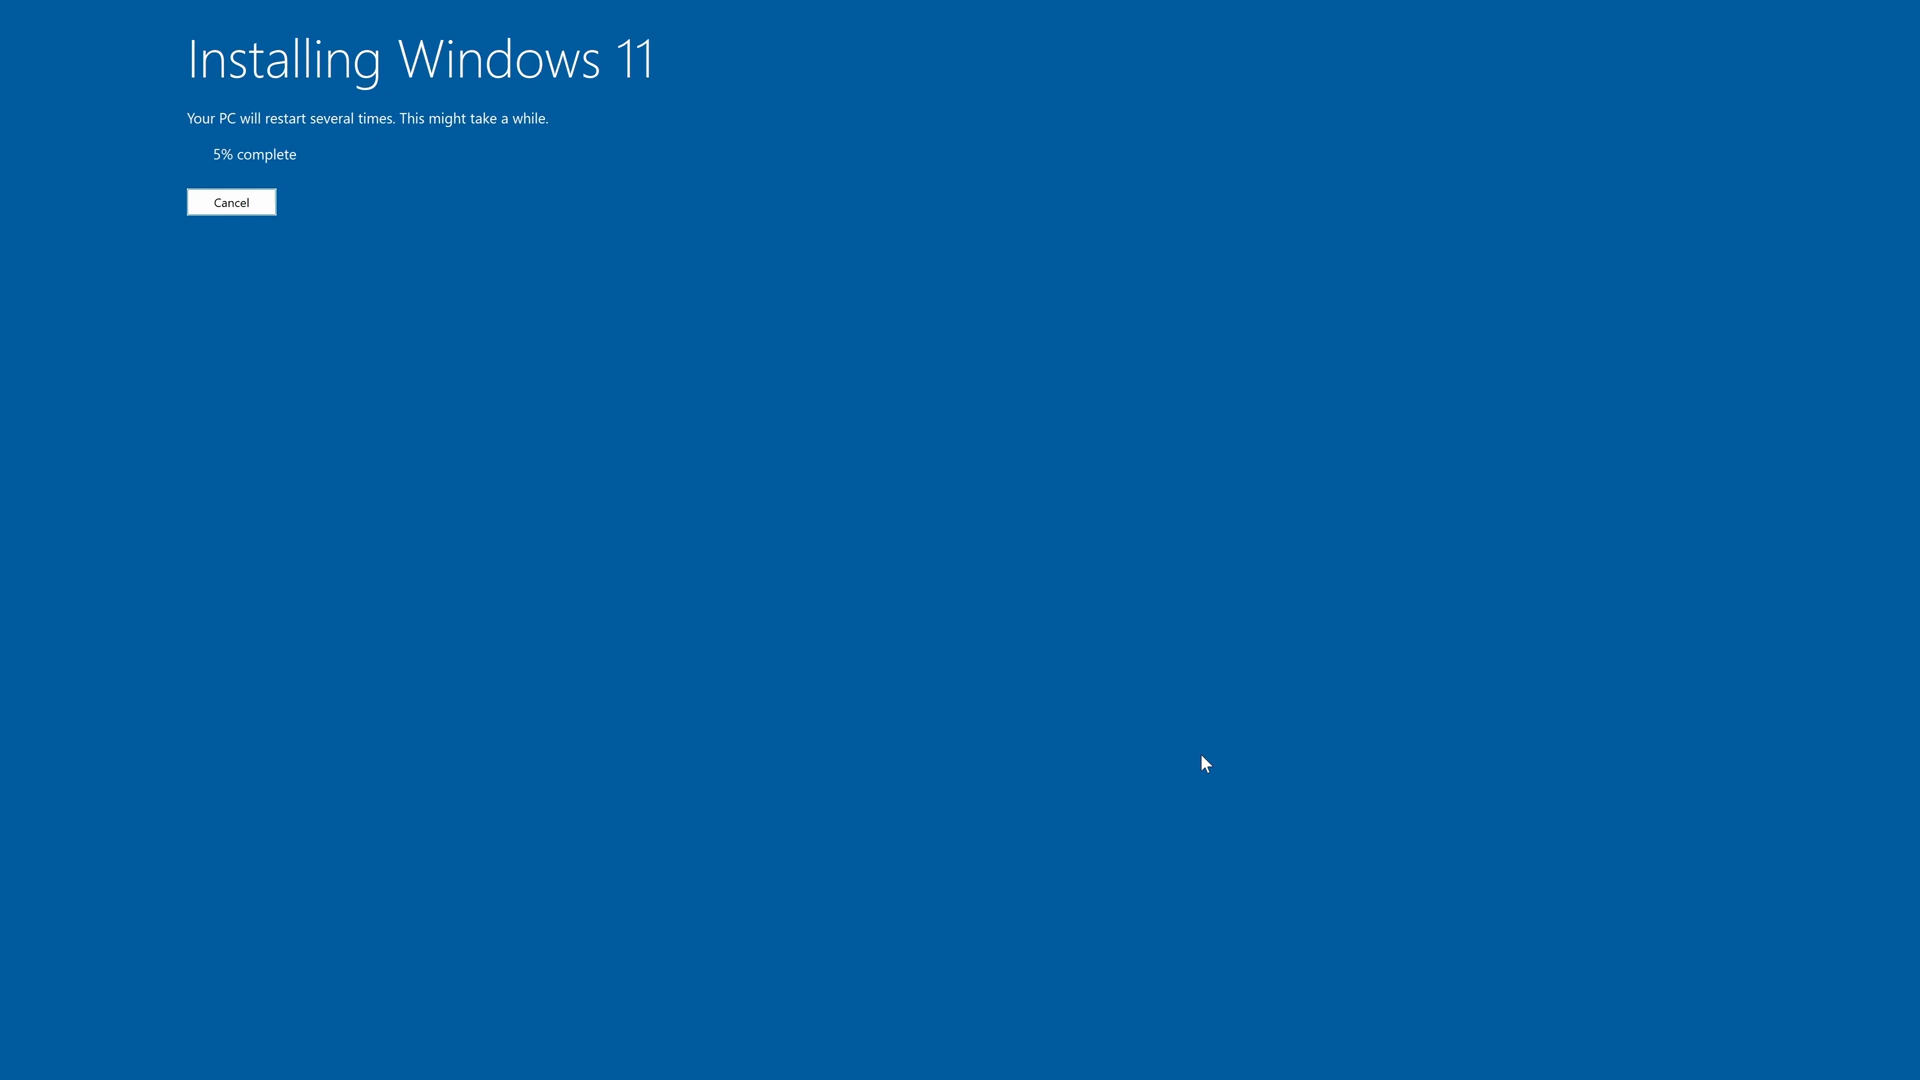 Installing Windows 11
Your PC will restart several times. This might take a while.
5% complete
Cancel